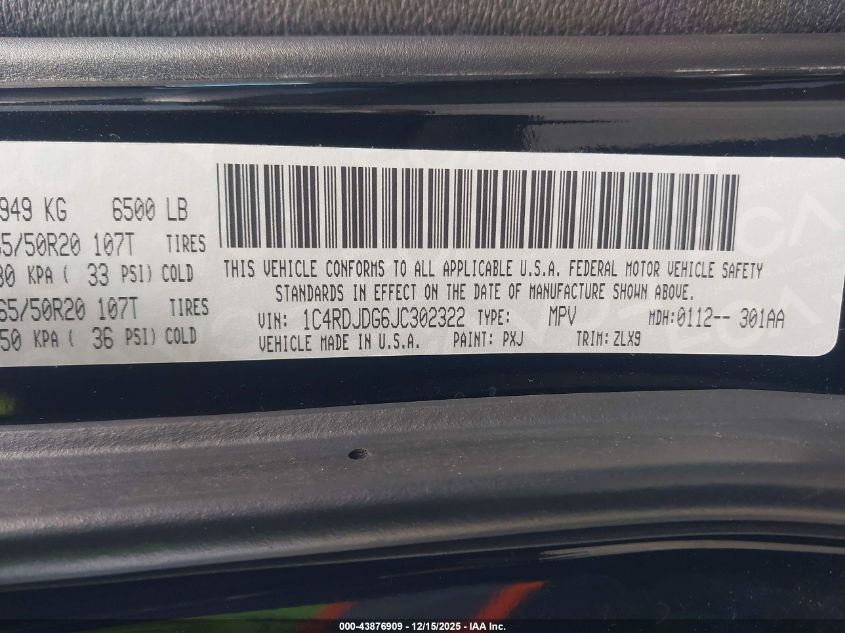 949 KG 6500 LB
65/50R20 107T TIRES
30 KPA ( 33 PSI) COLD
65/50R20 107T TIRES
50 KPA ( 36 PSI) COLD
THIS VEHICLE CONFORMS TO ALL APPLICABLE U.S.A. FEDERAL MOTOR VEHICLE SAFETY
STANDARDS IN EFFECT ON THE DATE OF MANUFACTURE SHOWN ABOVE.
VIN: 1C4RDJDG6JC302322 TYPE: MPV MDH:0112-- 301AA
VEHICLE MADE IN U.S.A. PAINT: PXJ TRIM: ZLX9
000-43876909 - 12/15/2025 - IAA Inc.